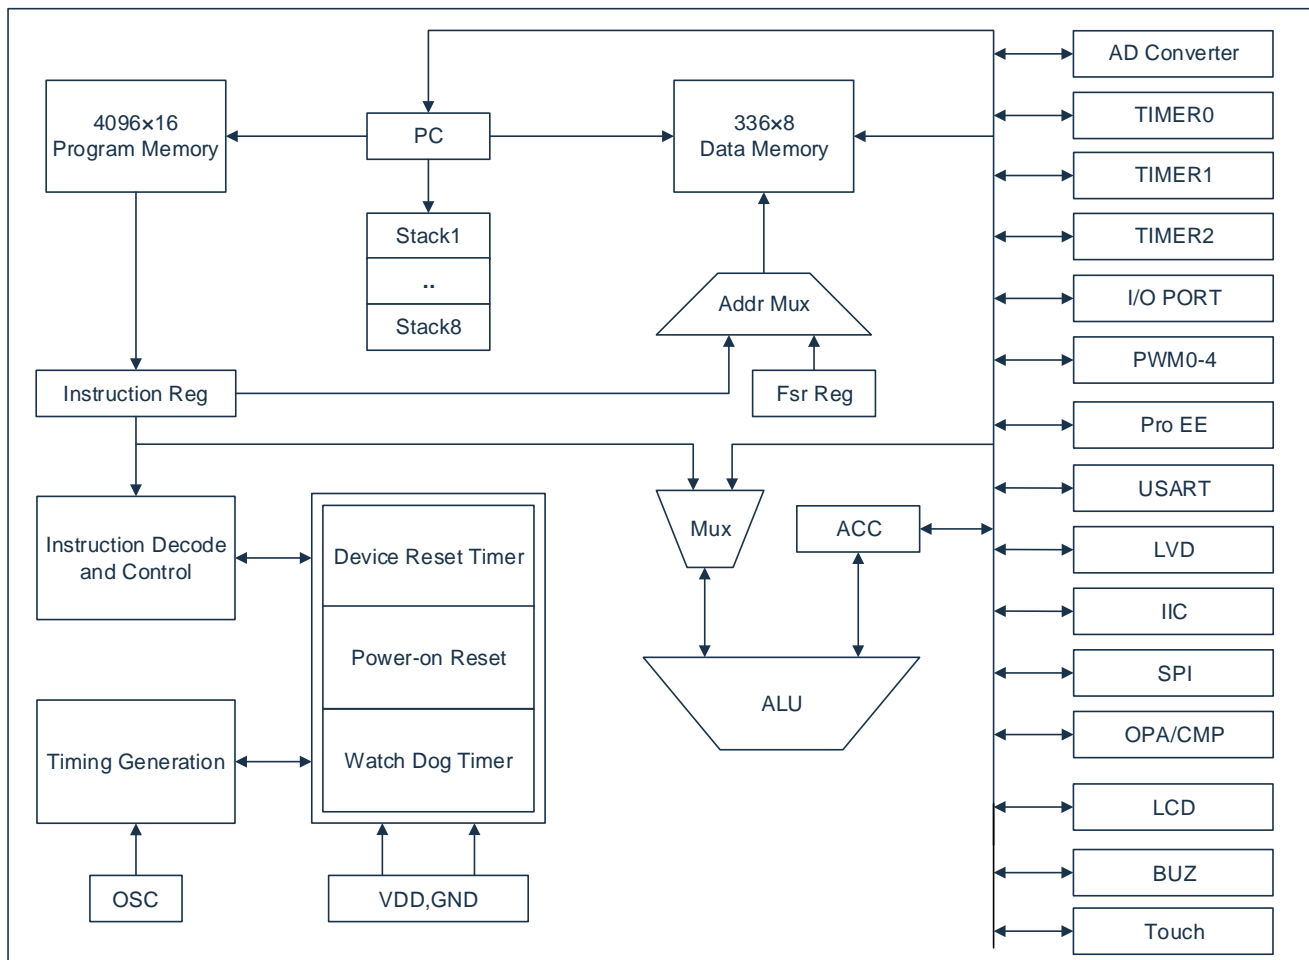 4096×16
Program Memory
PC
336×8
Data Memory
Stack1
..
Stack8
Addr Mux
Instruction Reg
Fsr Reg
Mux
ACC
Instruction Decode
and Control
Device Reset Timer
Power-on Reset
ALU
Timing Generation
Watch Dog Timer
OSC
VDD,GND
AD Converter
TIMER0
TIMER1
TIMER2
I/O PORT
PWM0-4
Pro EE
USART
LVD
IIC
SPI
OPA/CMP
LCD
BUZ
Touch